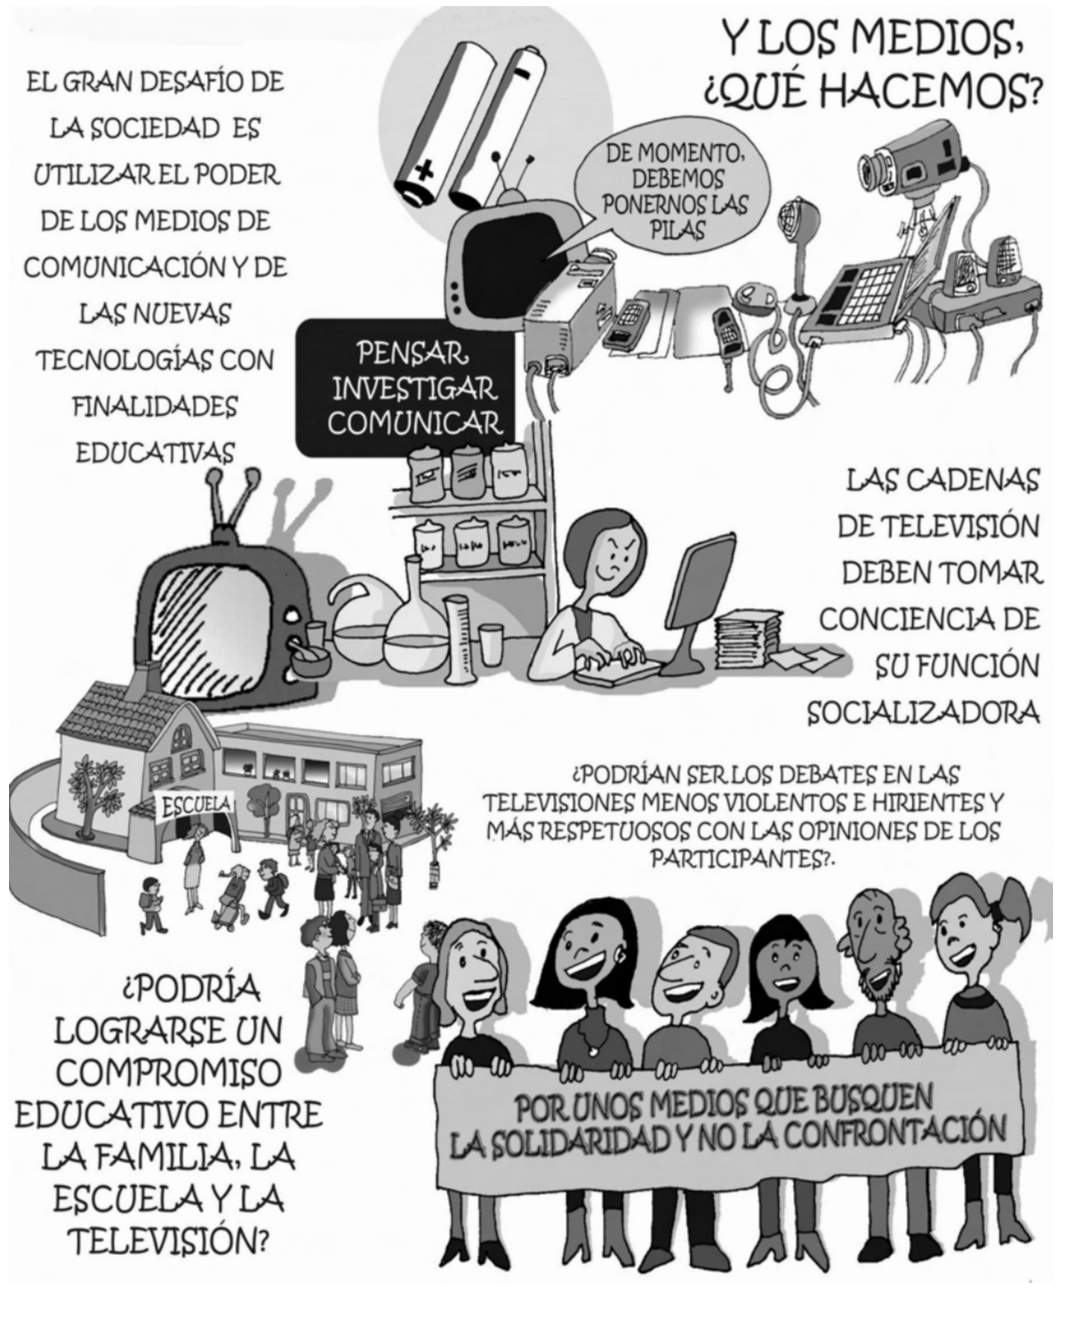 Y LOS MEDIOS,
¿QUÉ HACEMOS?
EL GRAN DESAFÍO DE
LA SOCIEDAD ES
UTILIZAR EL PODER
DE LOS MEDIOS DE
COMUNICACIÓN Y DE
LAS NUEVAS
TECNOLOGÍAS CON
FINALIDADES
EDUCATIVAS
+
-
DE MOMENTO,
DEBEMOS
PONERNOS LAS
PILAS
PENSAR
INVESTIGAR
COMUNICAR
LAS CADENAS
DE TELEVISIÓN
DEBEN TOMAR
CONCIENCIA DE
SU FUNCIÓN
SOCIALIZADORA
ESCUELA
¿PODRÍAN SER LOS DEBATES EN LAS
TELEVISIONES MENOS VIOLENTOS E HIRIENTES Y
MÁS RESPETUOSOS CON LAS OPINIONES DE LOS
PARTICIPANTES?.
¿PODRÍA
LOGRARSE UN
COMPROMISO
EDUCATIVO ENTRE
LA FAMILIA, LA
ESCUELA Y LA
TELEVISIÓN?
POR UNOS MEDIOS QUE BUSQUEN
LA SOLIDARIDAD Y NO LA CONFRONTACIÓN